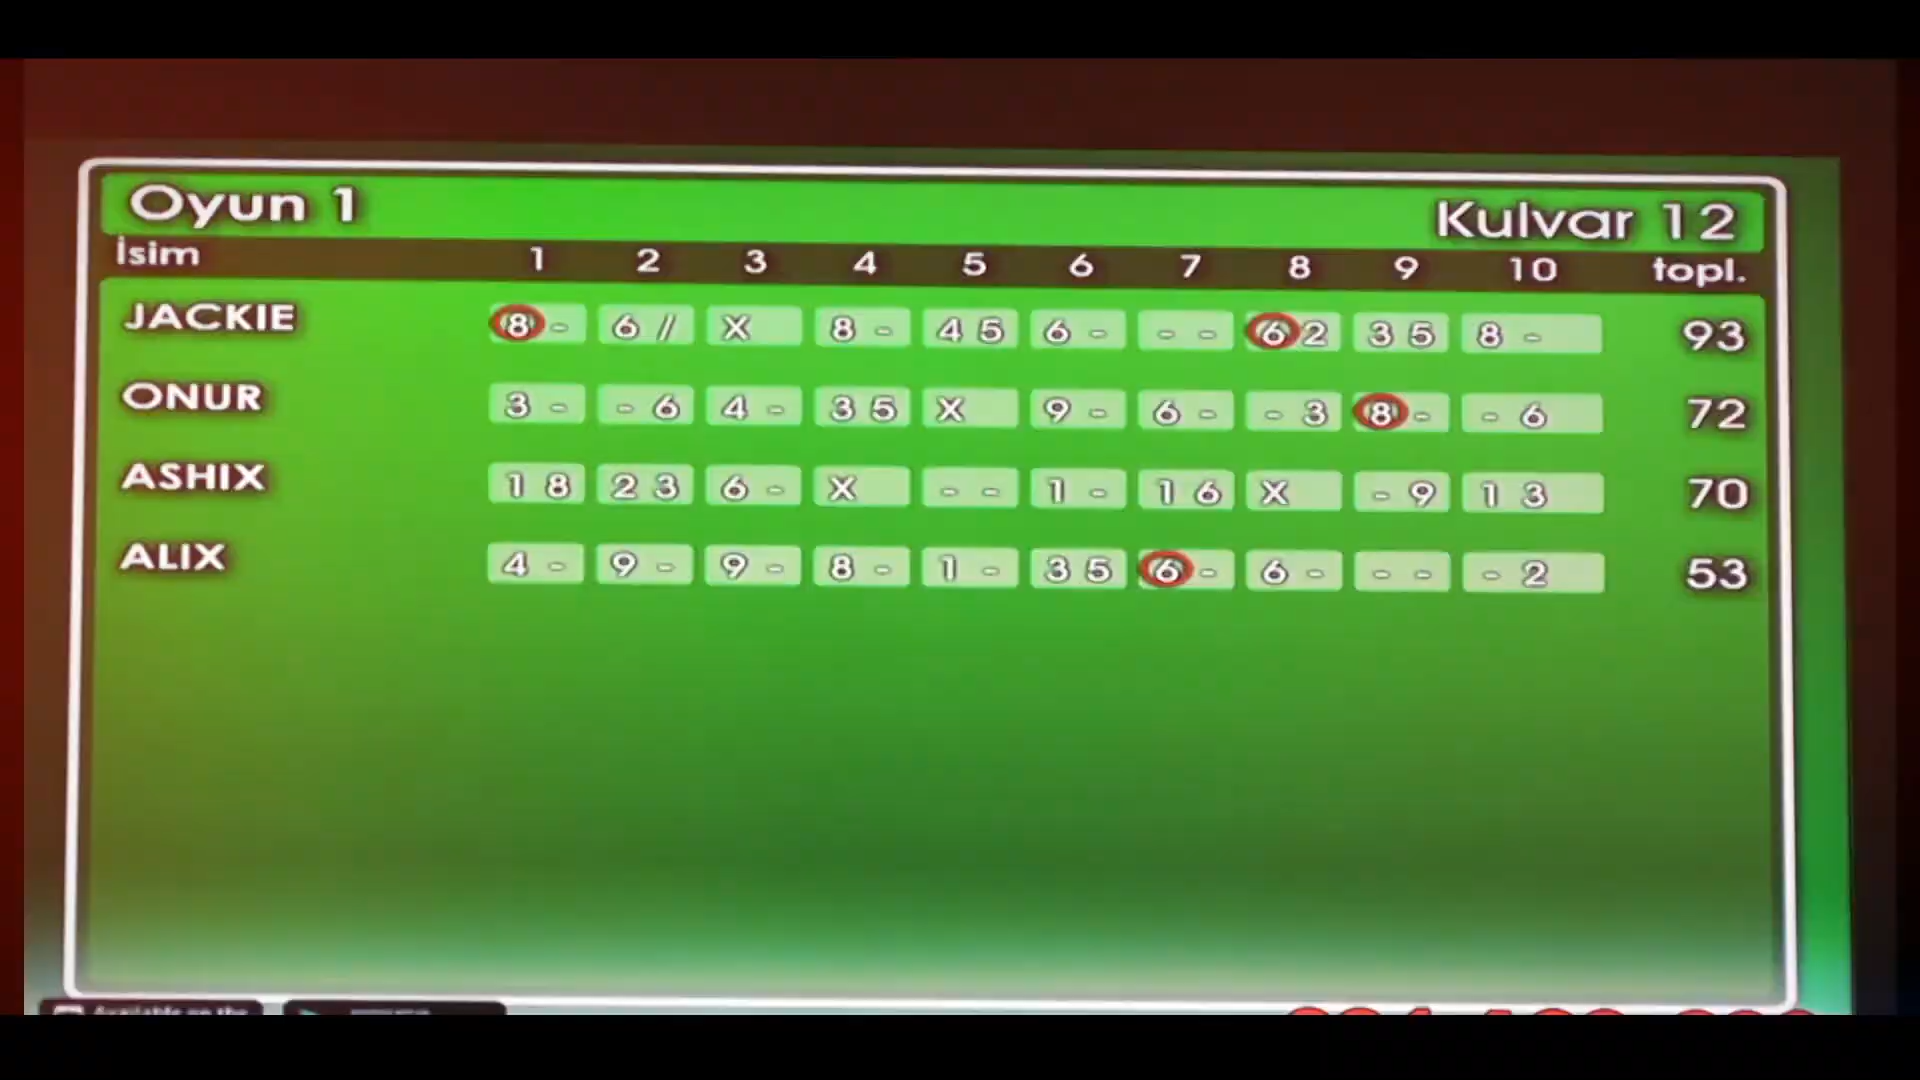 Oyun 1 Kulvar 12
İsim 1 2 3 4 5 6 7 8 9 10 topl.
JACKIE 8 - 6 / X 8 - 4 5 6 - - - 6 2 3 5 8 - 93
ONUR 3 - - 6 4 - 3 5 X 9 - 6 - - 3 8 - - 6 72
ASHIX 1 8 2 3 6 - X - - 1 - 1 6 X - 9 1 3 70
ALIX 4 - 9 - 9 - 8 - 1 - 3 5 6 - 6 - - - - 2 53
Available on the